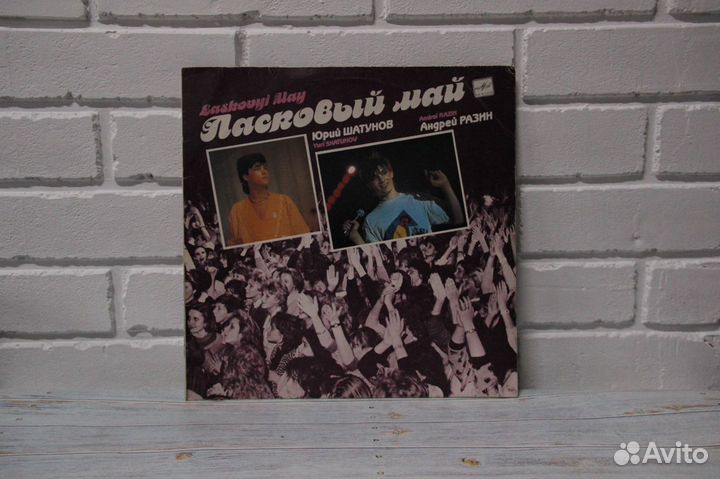 Laskovyi May
Ласковый май
Юрий ШАТУНОВ
Yuri SHATUNOV
Andrei RAZIN
Андрей РАЗИН
Avito